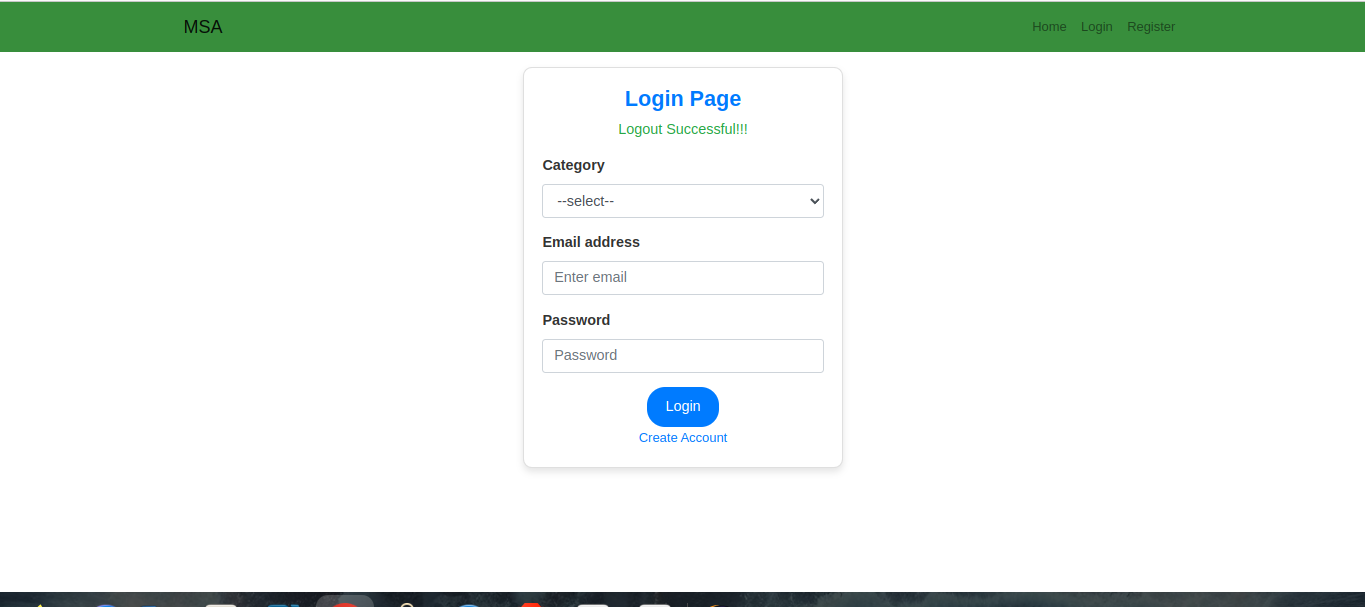 MSA
Home Login Register
Login Page
Logout Successful!!!
Category
--select--
Email address
Enter email
Password
Password
Login
Create Account